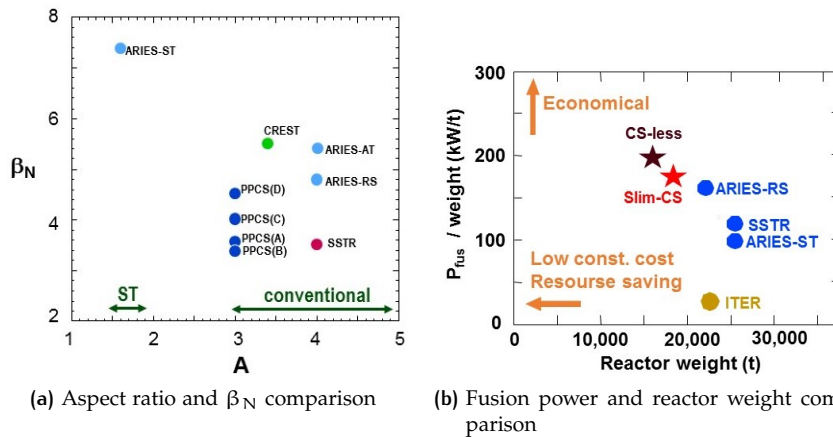 8
6
β_N
4
2
1
2
3
4
5
A
ARIES-ST
CREST
ARIES-AT
ARIES-RS
PPCS(D)
PPCS(C)
PPCS(A)
PPCS(B)
SSTR
ST
conventional
(a) Aspect ratio and β_N comparison
300
200
100
0
P_fus / weight (kW/t)
Economical
CS-less
Slim-CS
ARIES-RS
SSTR
ARIES-ST
Low const. cost
Resourse saving
ITER
0
10,000
20,000
30,000
Reactor weight (t)
(b) Fusion power and reactor weight com
parison